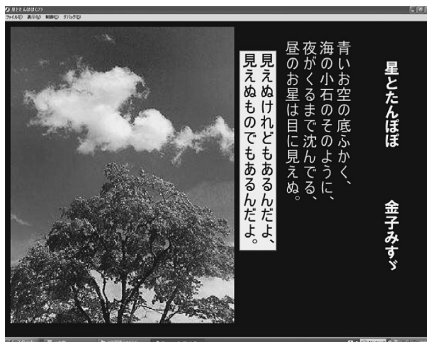 星とたんぽぽ　金子みすゞ
青いお空の底ふかく、
海の小石のそのように、
夜がくるまで沈んでる、
昼のお星は目に見えぬ。
見えぬけれどもあるんだよ、
見えぬものでもあるんだよ。